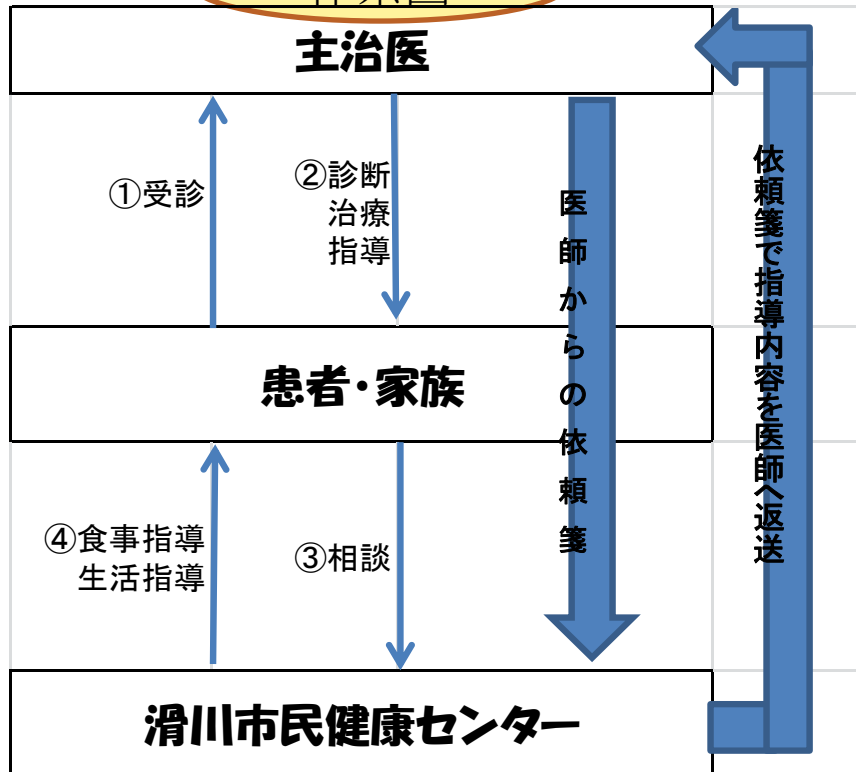 主治医
①受診
②診断
治療
指導
医師からの依頼箋
依頼箋で指導内容を医師へ返送
患者・家族
④食事指導
生活指導
③相談
滑川市民健康センター